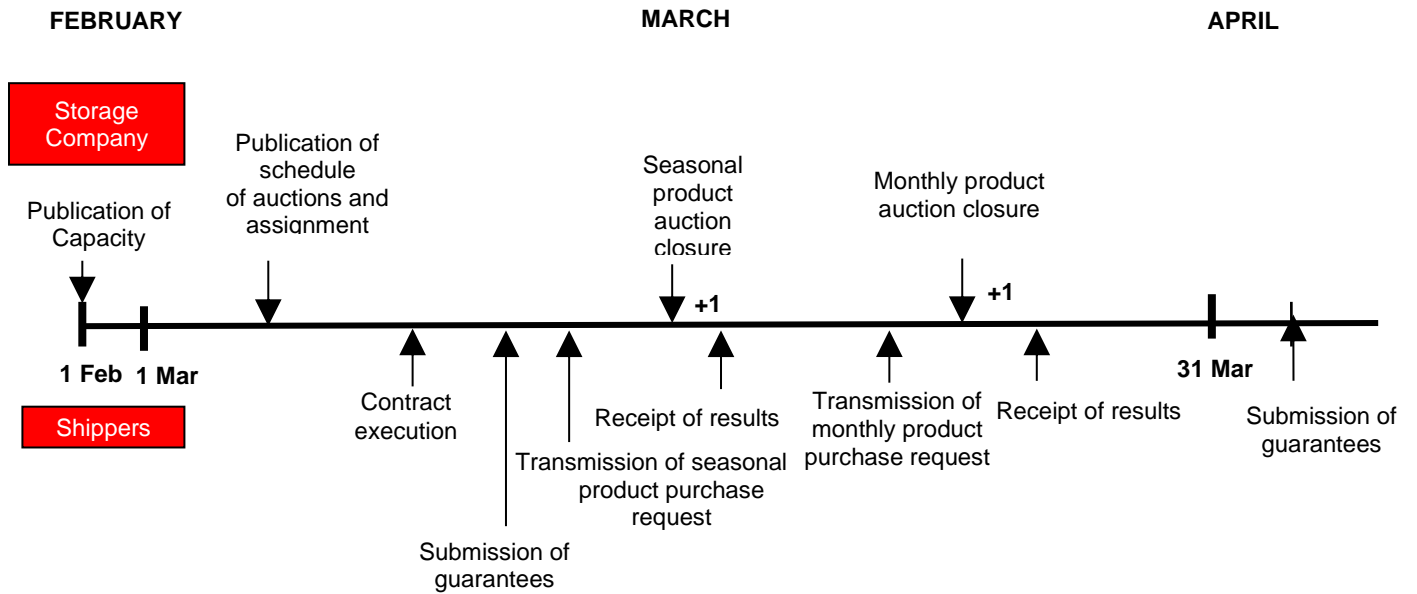 FEBRUARY
MARCH
APRIL
Storage
Company
Publication of
Capacity
Publication of
schedule
of auctions and
assignment
Seasonal
product
auction
closure
Monthly product
auction closure
+1
+1
1 Feb
1 Mar
31 Mar
Shippers
Contract
execution
Submission of
guarantees
Transmission of seasonal
product purchase
request
Receipt of results
Transmission of
monthly product
purchase request
Receipt of results
Submission of
guarantees